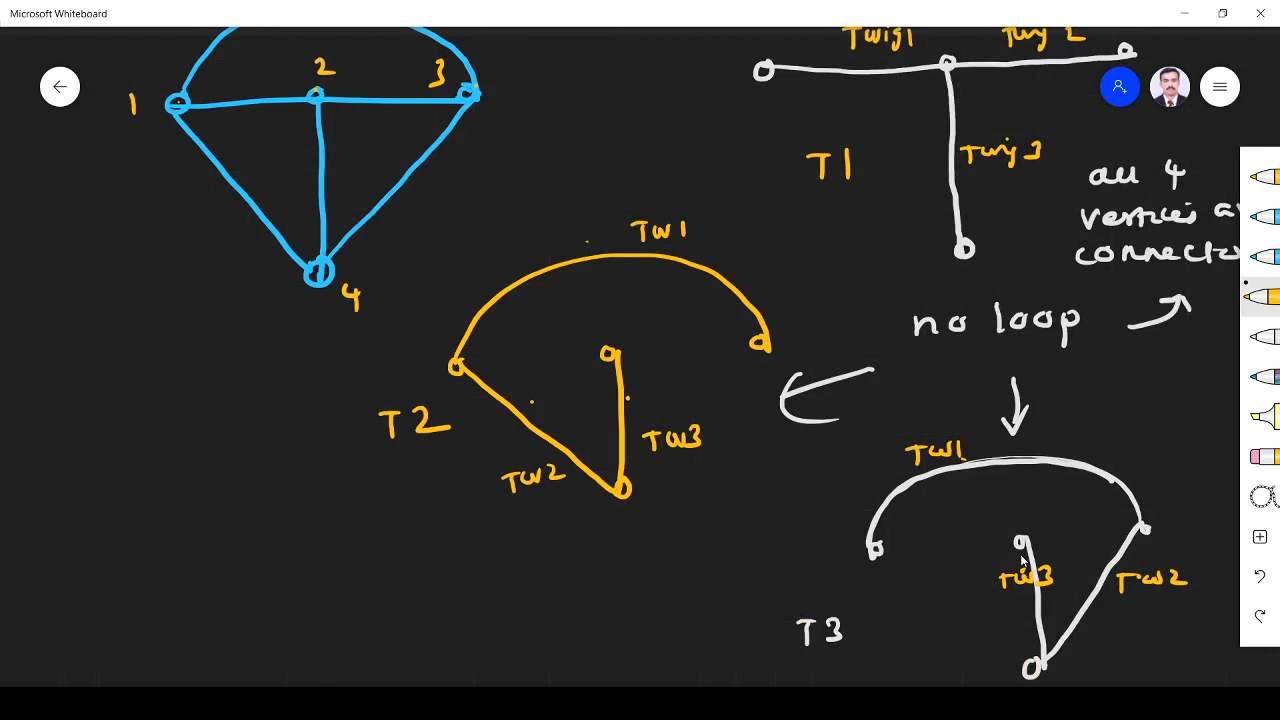 Microsoft Whiteboard
Twig1
Twig 2
1
2
3
4
T1
Twig 3
all 4
vertices a
connecte
no loop
TW1
T2
TW2
TW3
TW1
TW3
TW2
T3